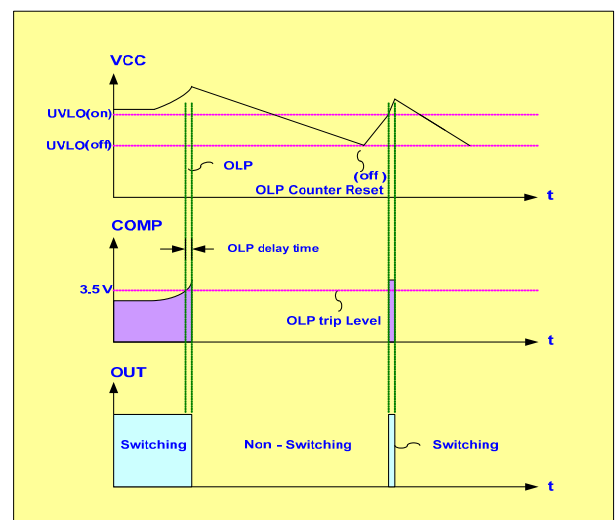 VCC
UVLO(on)
UVLO(off)
OLP
(off)
OLP Counter Reset
t
COMP
OLP delay time
3.5V
OLP trip Level
t
OUT
Switching
Non - Switching
Switching
t